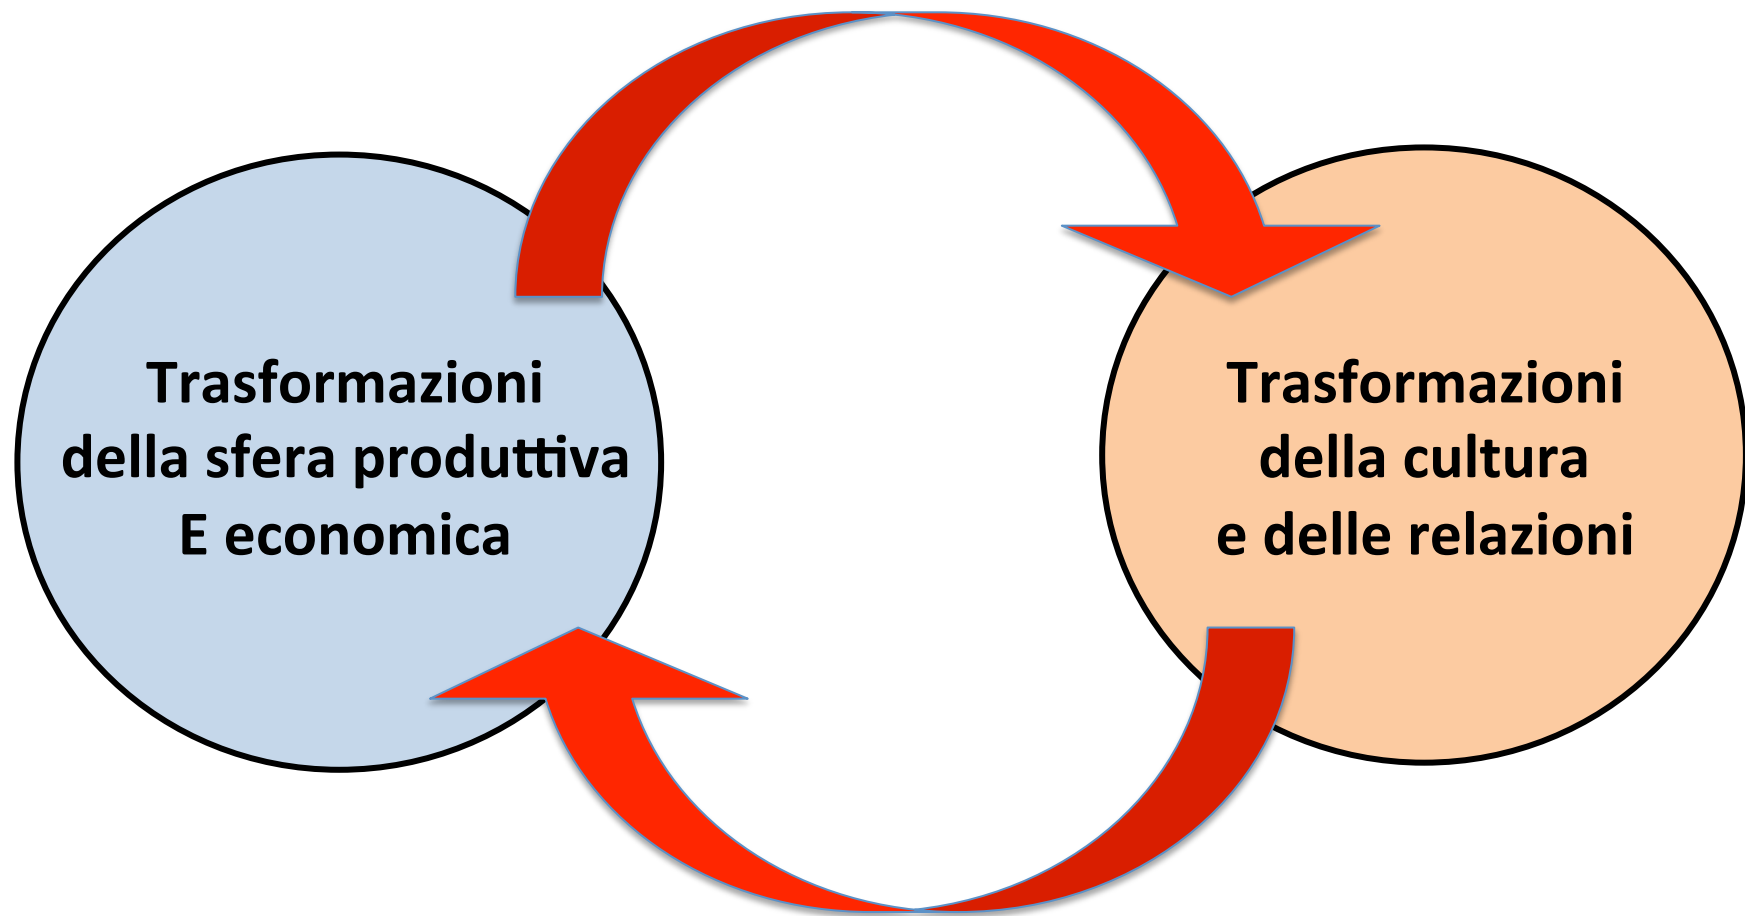 Trasformazioni
della sfera produttiva
E economica
Trasformazioni
della cultura
e delle relazioni